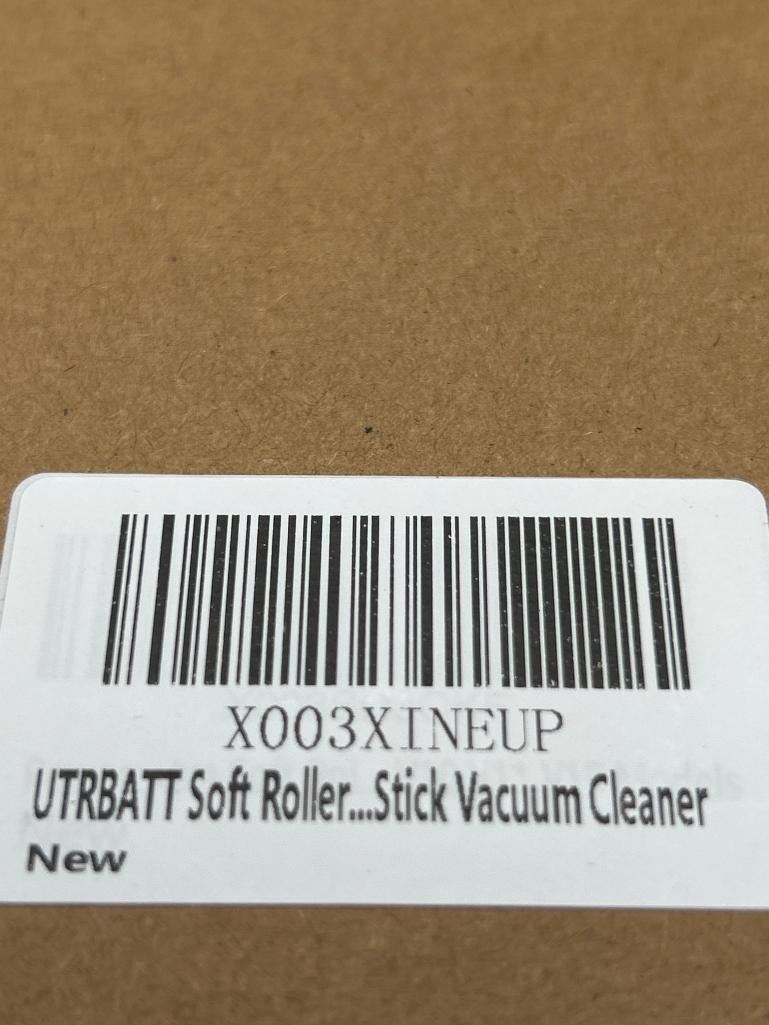 X003XINEUP
UTRBATT Soft Roller...Stick Vacuum Cleaner
New